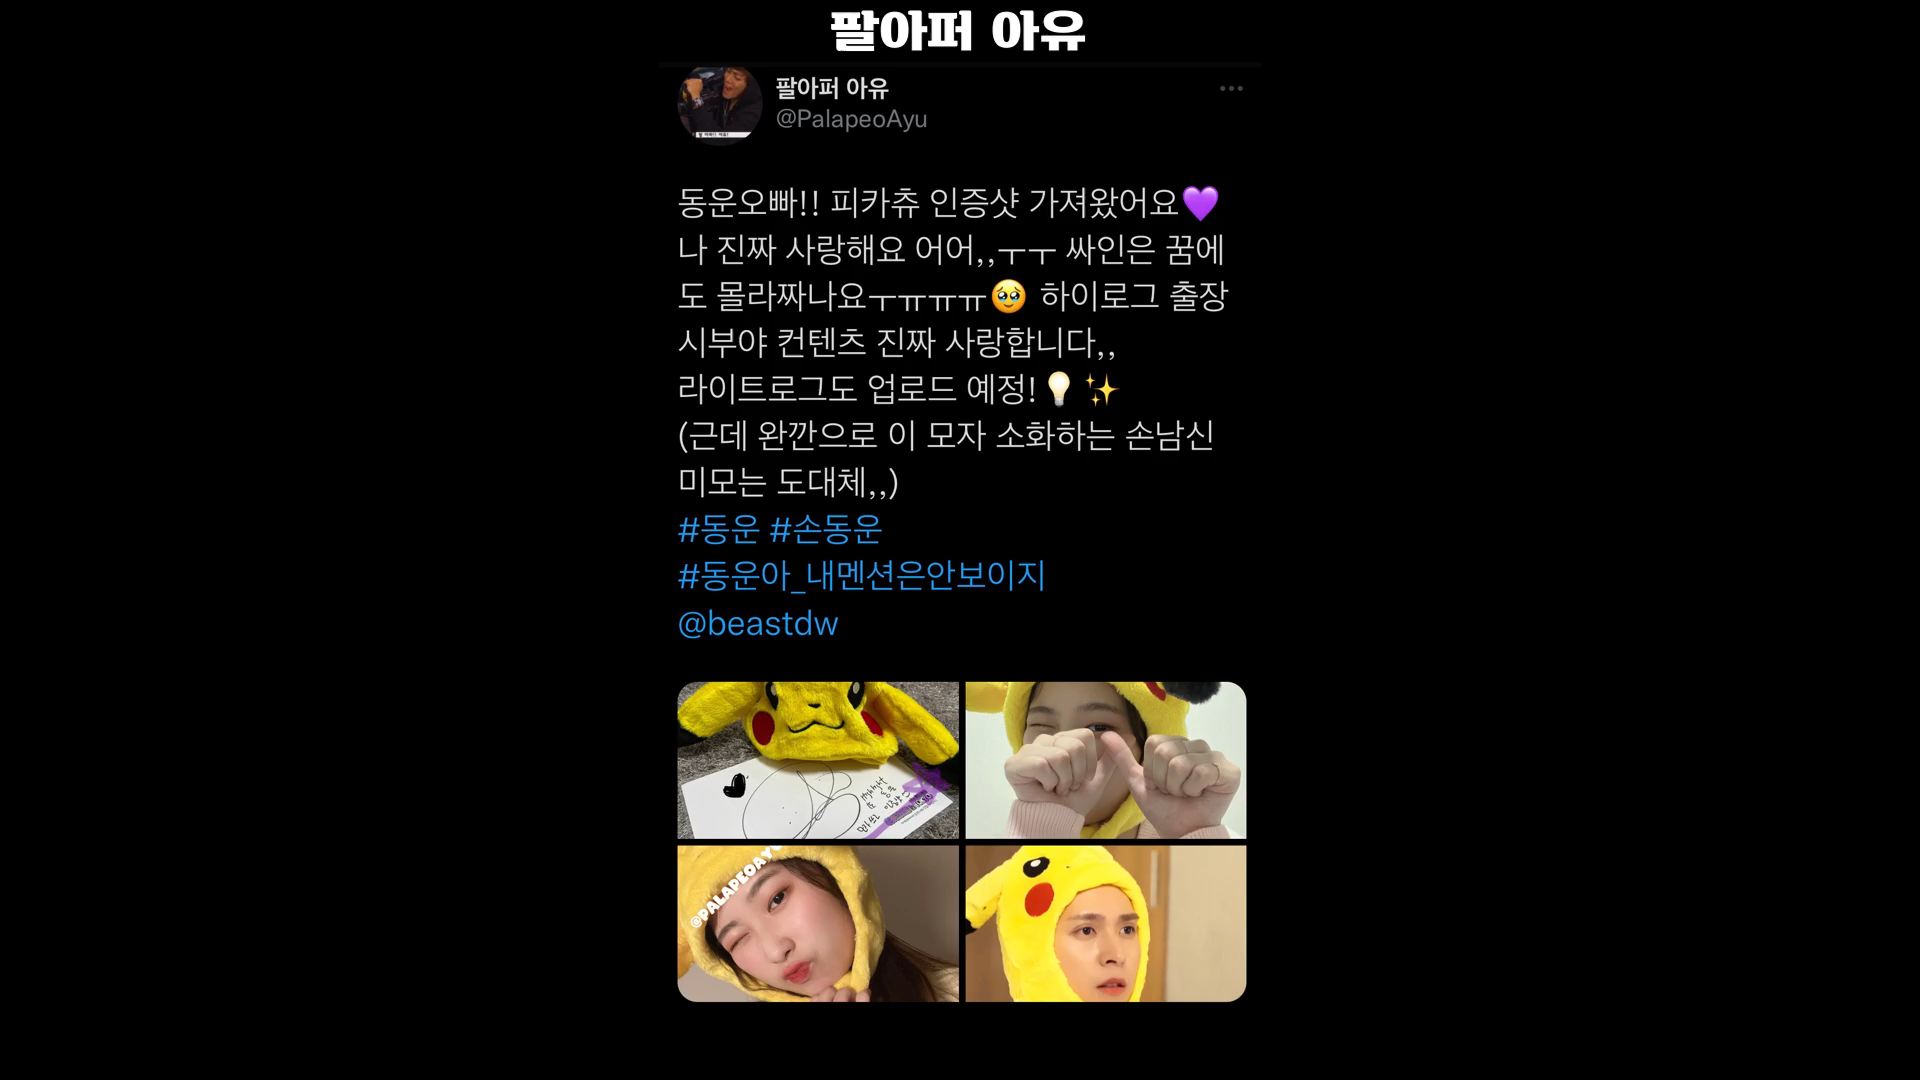 팔아퍼 아유
팔아퍼 아유
@PalapeoAyu
동운오빠!! 피카츄 인증샷 가져왔어요💜
나 진짜 사랑해요 어어,,ㅜㅜ 싸인은 꿈에
도 몰라짜나요ㅜㅠㅠㅠ🥹 하이로그 출장
시부야 컨텐츠 진짜 사랑합니다,,
라이트로그도 업로드 예정!💡✨
(근데 완깐으로 이 모자 소화하는 손남신
미모는 도대체,,)
#동운 #손동운
#동운아_내멘션은안보이지
@beastdw
@PALAPEOAYU